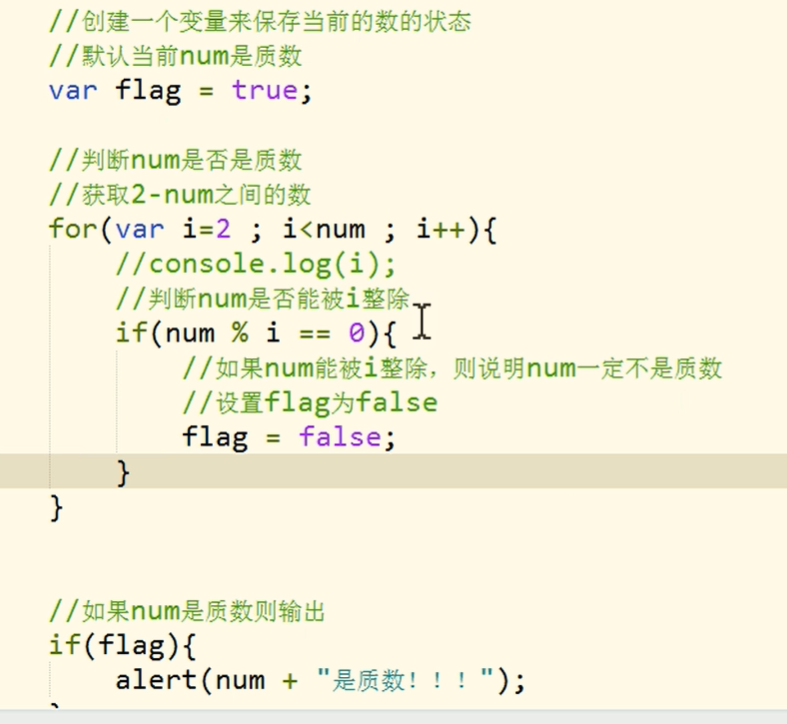 //创建一个变量来保存当前的数的状态
//默认当前num是质数
var flag = true;
//判断num是否是质数
//获取2-num之间的数
for(var i=2 ; i<num ; i++){
//console.log(i);
//判断num是否能被i整除
if(num % i == 0){
//如果num能被i整除，则说明num一定不是质数
//设置flag为false
flag = false;
}
}
//如果num是质数则输出
if(flag){
alert(num + "是质数！！！");